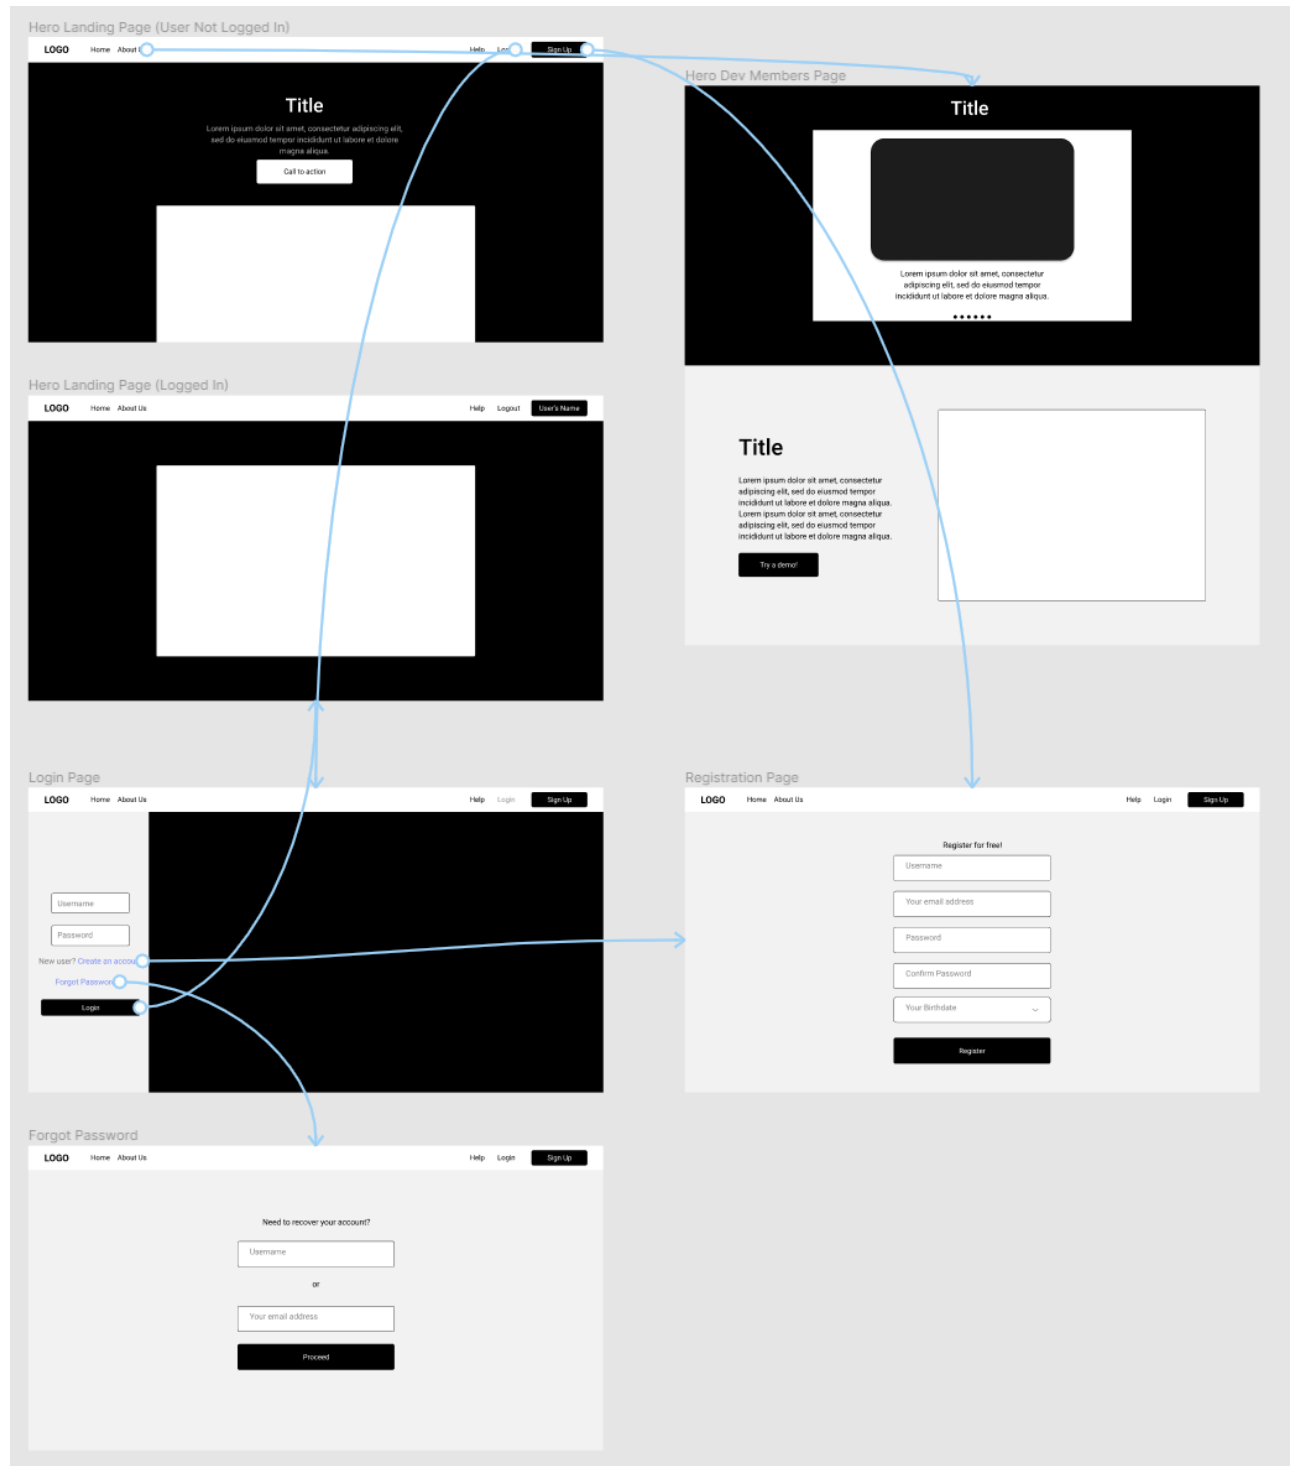 Hero Landing Page (User Not Logged In)
LOGO Home About Help Sign Up
Title
Lorem ipsum dolor sit amet, consectetur adipiscing elit,
sed do eiusmod tempor incididunt ut labore et dolore
magna aliqua.
Call to action
Hero Dev Members Page
Title
Lorem ipsum dolor sit amet, consectetur
adipiscing elit, sed do eiusmod tempor
incididunt ut labore et dolore magna aliqua.
Title
Lorem ipsum dolor sit amet, consectetur
adipiscing elit, sed do eiusmod tempor
incididunt ut labore et dolore magna aliqua.
Lorem ipsum dolor sit amet, consectetur
adipiscing elit, sed do eiusmod tempor
incididunt ut labore et dolore magna aliqua.
Try a demo!
Hero Landing Page (Logged In)
LOGO Home About Us Help Logout User's Name
Login Page
LOGO Home About Us Help Login Sign Up
Username
Password
New user? Create an account
Forgot Password
Login
Registration Page
LOGO Home About Us Help Login Sign Up
Register for free!
Username
Your email address
Password
Confirm Password
Your Birthdate
Register
Forgot Password
LOGO Home About Us Help Login Sign Up
Need to recover your account?
Username
or
Your email address
Proceed